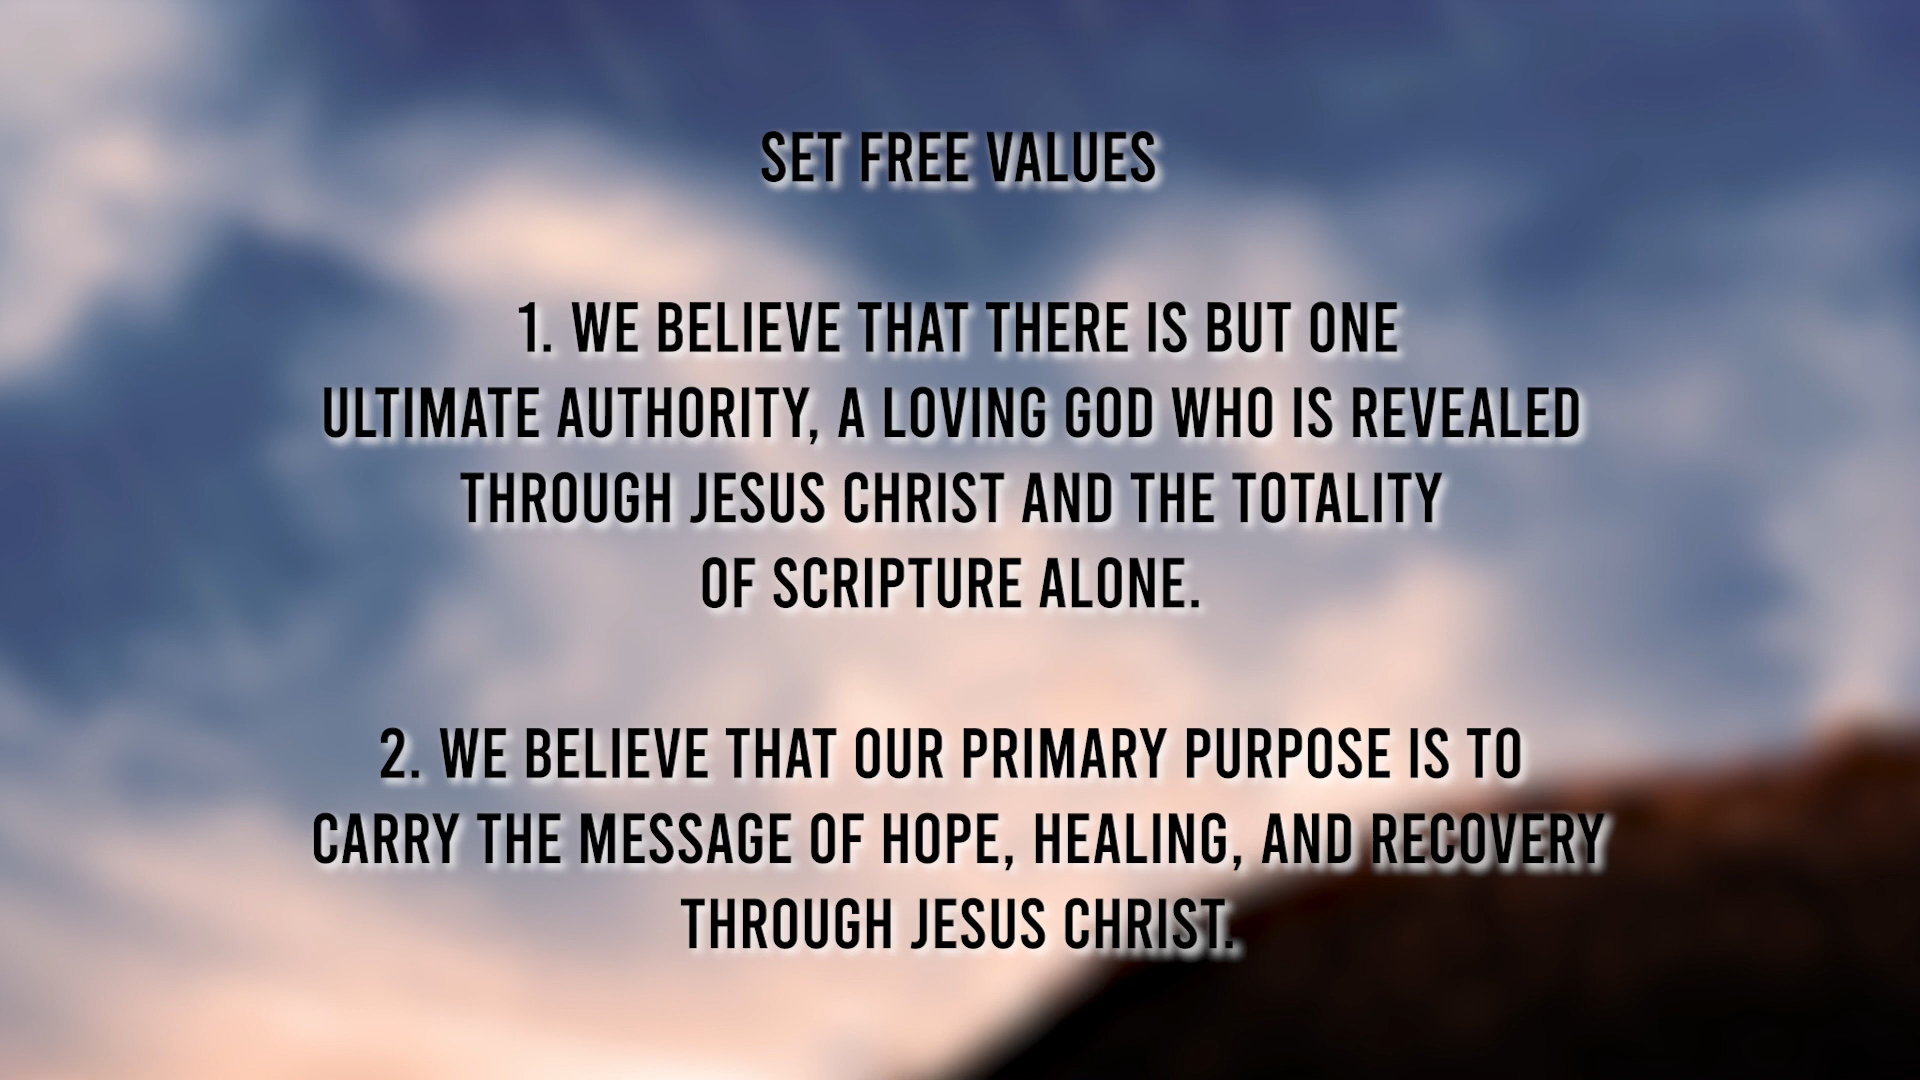 SET FREE VALUES
1. WE BELIEVE THAT THERE IS BUT ONE
ULTIMATE AUTHORITY, A LOVING GOD WHO IS REVEALED
THROUGH JESUS CHRIST AND THE TOTALITY
OF SCRIPTURE ALONE.
2. WE BELIEVE THAT OUR PRIMARY PURPOSE IS TO
CARRY THE MESSAGE OF HOPE, HEALING, AND RECOVERY
THROUGH JESUS CHRIST.